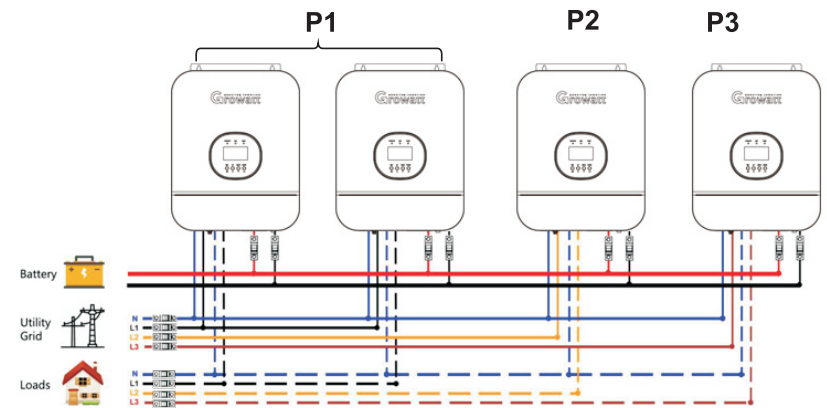 P1
P2
P3
Growatt
Growatt
Growatt
Growatt
Battery
Utility
Grid
N
L1
L2
L3
Loads
N
L1
L2
L3